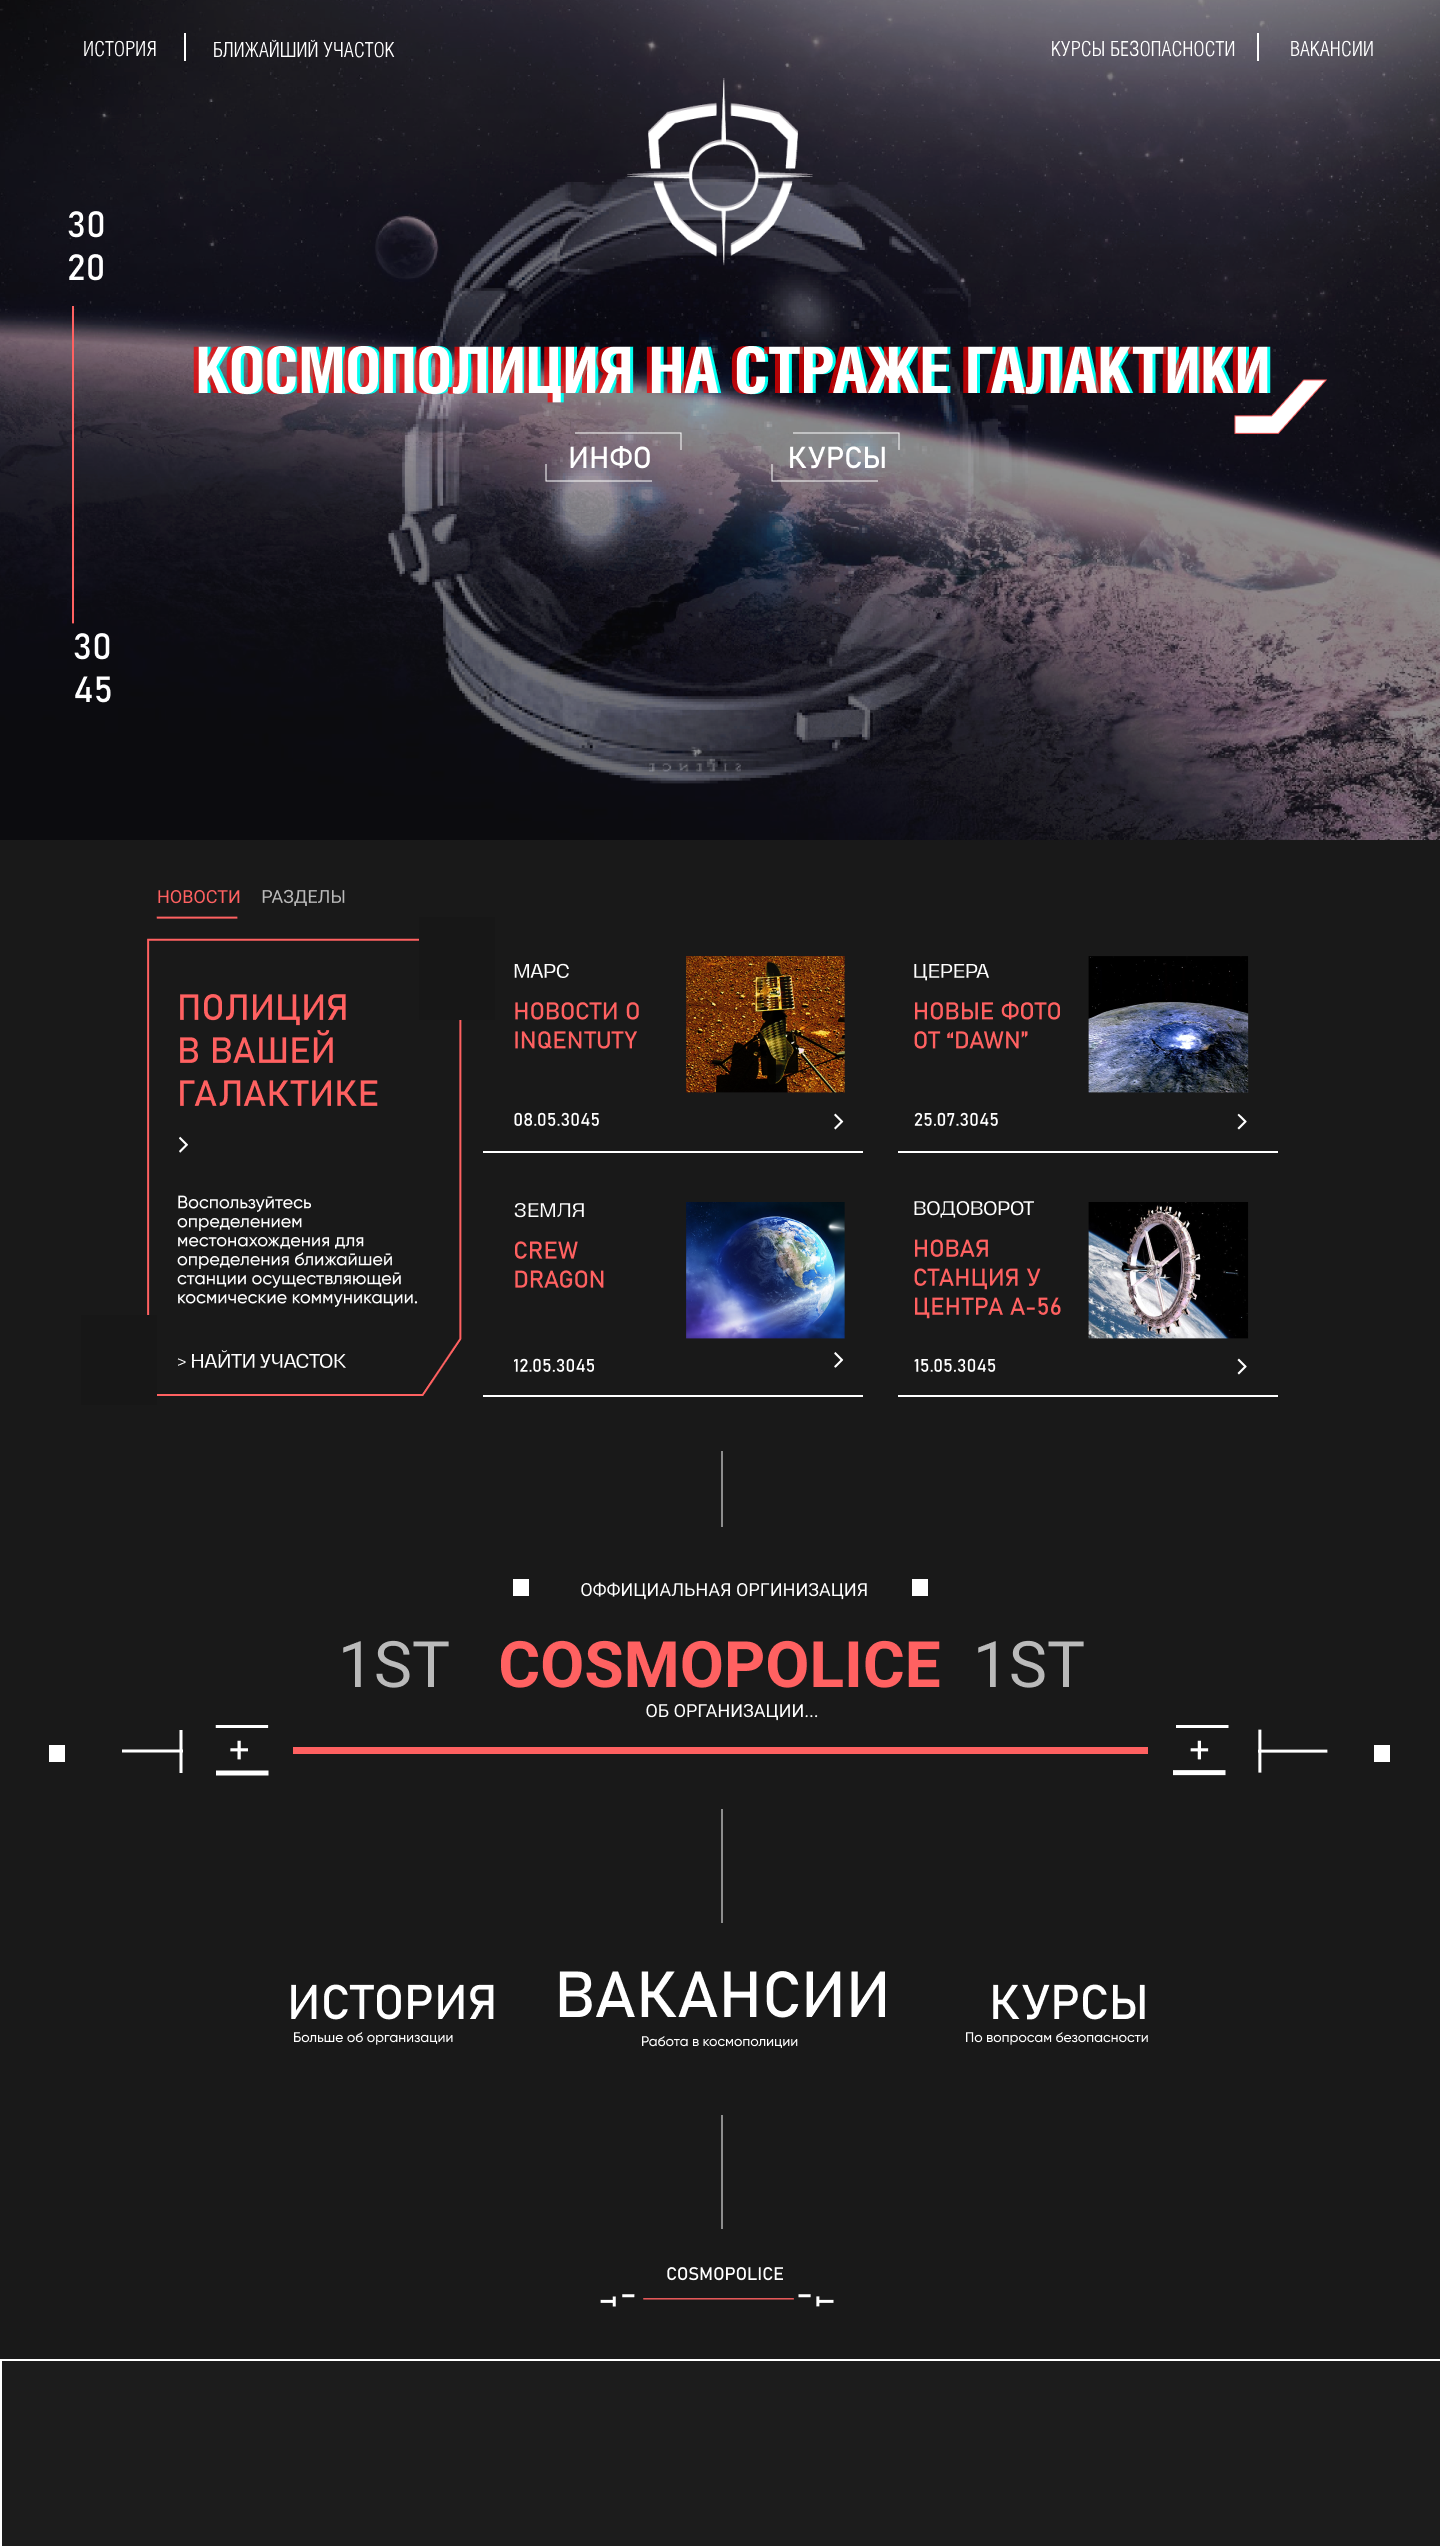 ИСТОРИЯ
БЛИЖАЙШИЙ УЧАСТОК
КУРСЫ БЕЗОПАСНОСТИ
ВАКАНСИИ
30
20
КОСМОПОЛИЦИЯ НА СТРАЖЕ ГАЛАКТИКИ
ИНФО
КУРСЫ
30
45
SILENCE
НОВОСТИ
РАЗДЕЛЫ
ПОЛИЦИЯ
В ВАШЕЙ
ГАЛАКТИКЕ
Воспользуйтесь
определением
местонахождения для
определения ближайшей
станции осуществляющей
космические коммуникации.
> НАЙТИ УЧАСТОК
МАРС
НОВОСТИ О
INQENTUTY
08.05.3045
ЦЕРЕРА
НОВЫЕ ФОТО
ОТ “DAWN”
25.07.3045
ЗЕМЛЯ
CREW
DRAGON
12.05.3045
ВОДОВОРОТ
НОВАЯ
СТАНЦИЯ У
ЦЕНТРА А-56
15.05.3045
ОФФИЦИАЛЬНАЯ ОРГИНИЗАЦИЯ
1ST COSMOPOLICE 1ST
ОБ ОРГАНИЗАЦИИ...
ИСТОРИЯ
Больше об организации
ВАКАНСИИ
Работа в космополиции
КУРСЫ
По вопросам безопасности
COSMOPOLICE